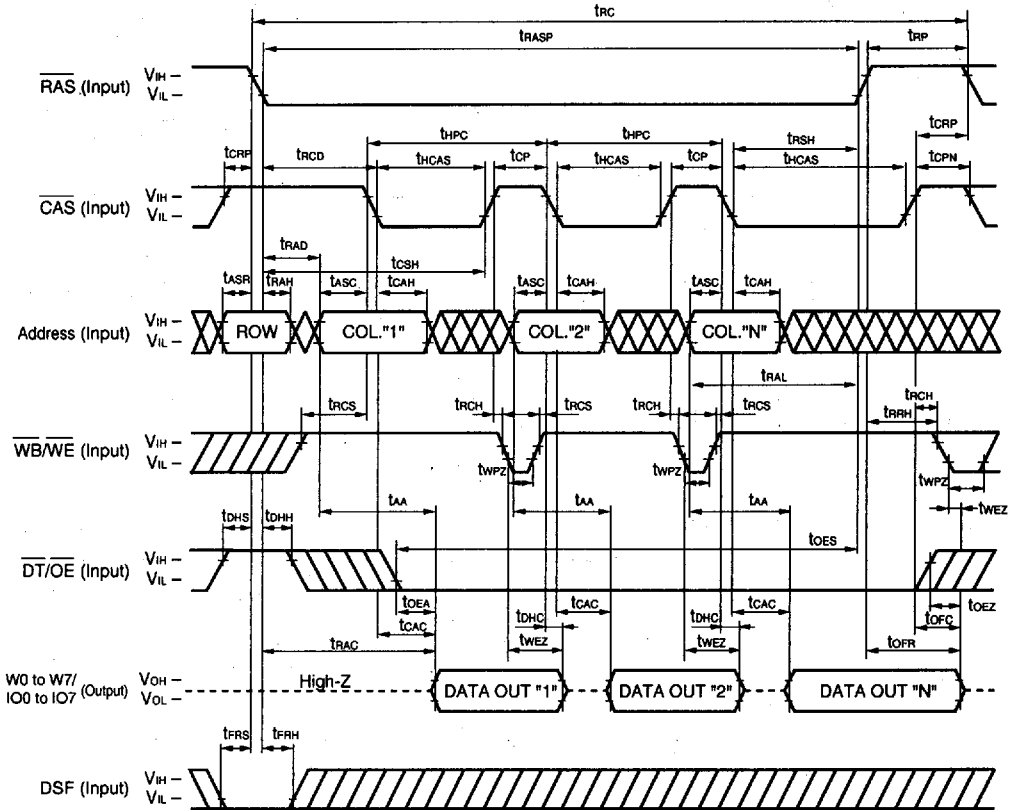 tRC
tRASP tRP
RAS (Input) VIH VIL
tCRP
tHPC tHPC tRSH
tCRP tRCD tHCAS tCP tHCAS tCP tHCAS tCPN
CAS (Input) VIH VIL
tRAD
tCSH
tASR tRAH tASC tCAH tASC tCAH tASC tCAH
Address (Input) VIH VIL ROW COL."1" COL."2" COL."N"
tRAL
tRCS tRCH tRCS tRCH tRCS tRCH
tRRH
WB/WE (Input) VIH VIL
tWPZ tWPZ tWPZ
tAA tAA tAA tWEZ
tDHS tDHH
tOES
DT/OE (Input) VIH VIL
tOEA tOEZ
tCAC tDHC tCAC tDHC tCAC tOFC
tRAC tWEZ tWEZ tOFR
W0 to W7/
IO0 to IO7 (Output) VOH VOL High-Z DATA OUT "1" DATA OUT "2" DATA OUT "N"
tFRS tFRH
DSF (Input) VIH VIL